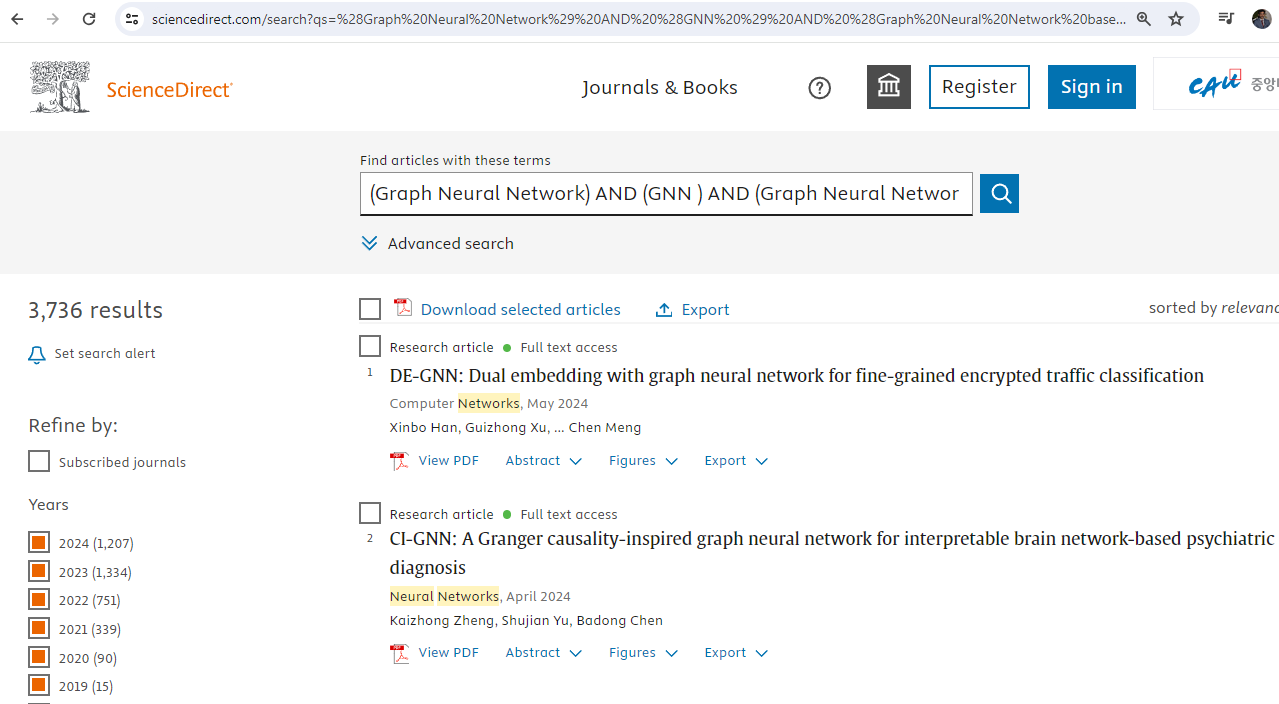 sciencedirect.com/search?qs=%28Graph%20Neural%20Network%29%20AND%20%28GNN%20%29%20AND%20%28Graph%20Neural%20Network%20base...
ScienceDirect
Journals & Books
?
Register
Sign in
CAU
Find articles with these terms
(Graph Neural Network) AND (GNN ) AND (Graph Neural Networ
Advanced search
3,736 results
Set search alert
Refine by:
Subscribed journals
Years
2024 (1,207)
2023 (1,334)
2022 (751)
2021 (339)
2020 (90)
2019 (15)
Download selected articles
Export
sorted by relevanc
Research article
Full text access
1
DE-GNN: Dual embedding with graph neural network for fine-grained encrypted traffic classification
Computer Networks, May 2024
Xinbo Han, Guizhong Xu, ... Chen Meng
View PDF
Abstract
Figures
Export
Research article
Full text access
2
CI-GNN: A Granger causality-inspired graph neural network for interpretable brain network-based psychiatric
diagnosis
Neural Networks, April 2024
Kaizhong Zheng, Shujian Yu, Badong Chen
View PDF
Abstract
Figures
Export